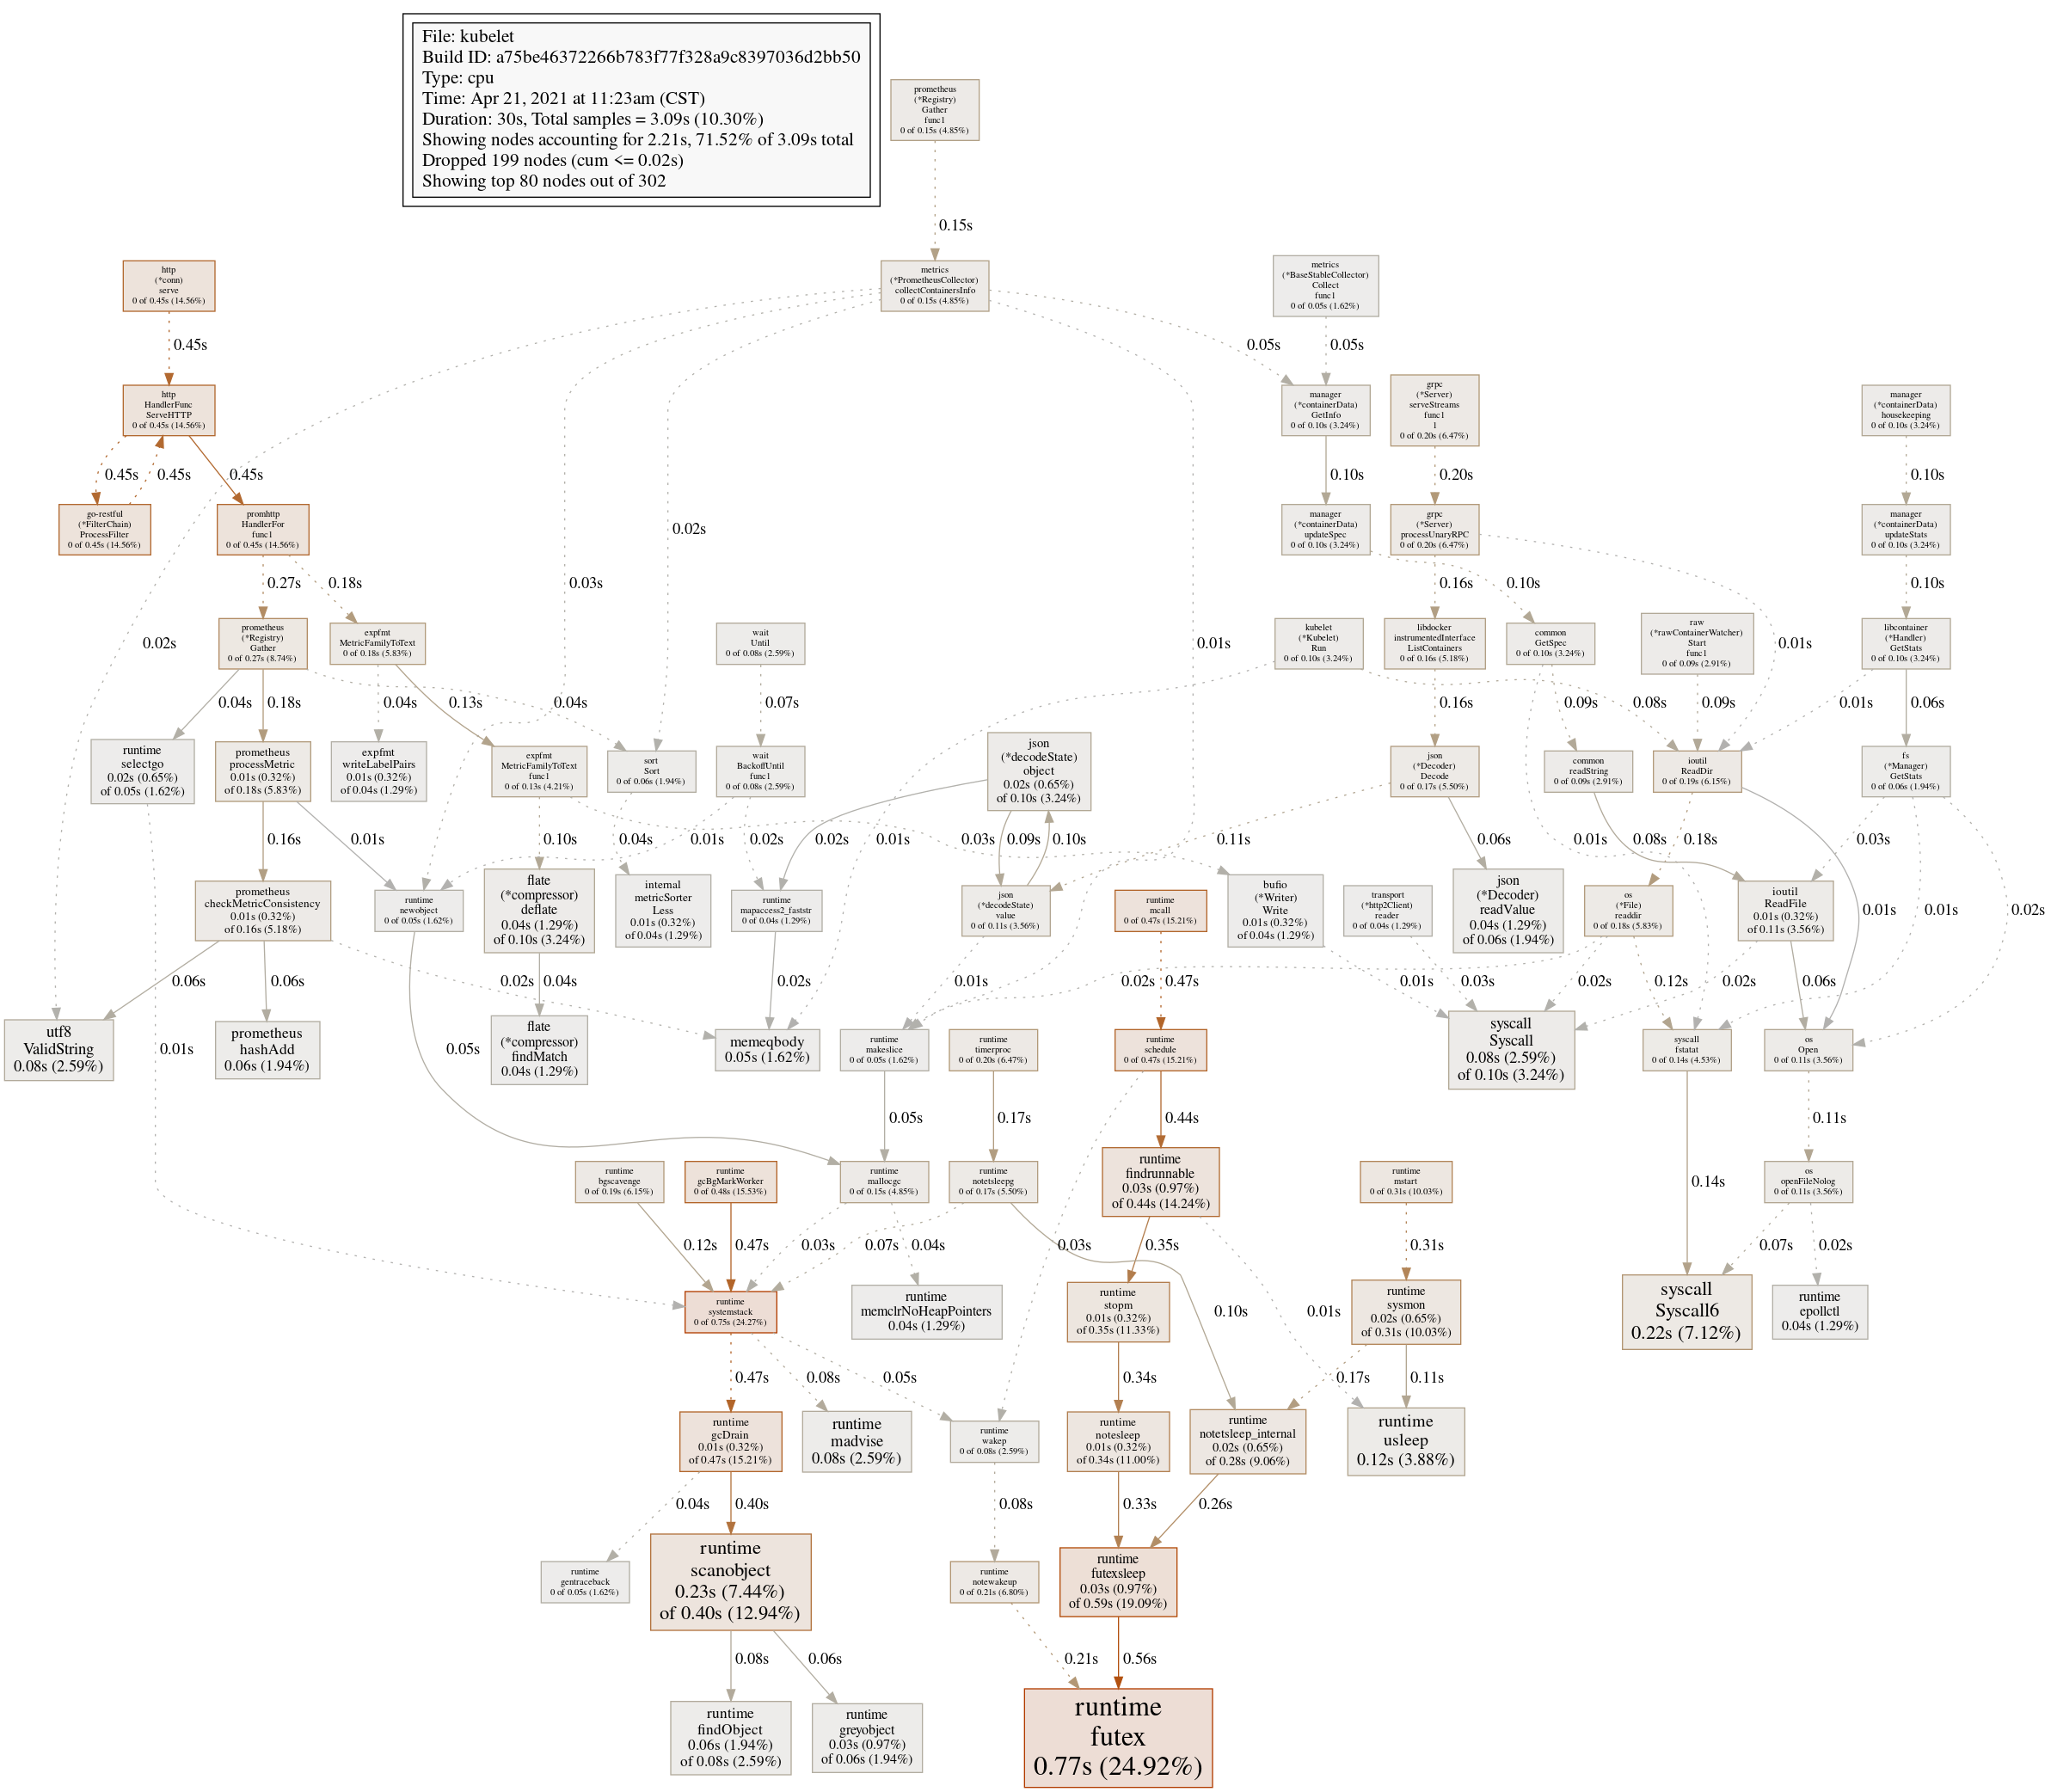 File: kubelet
Build ID: a75be46372266b783f77f328a9c8397036d2bb50
Type: cpu
Time: Apr 21, 2021 at 11:23am (CST)
Duration: 30s, Total samples = 3.09s (10.30%)
Showing nodes accounting for 2.21s, 71.52% of 3.09s total
Dropped 199 nodes (cum <= 0.02s)
Showing top 80 nodes out of 302
prometheus
(*Registry)
Gather
func1
0 of 0.15s (4.85%)
0.15s
http
(*conn)
serve
0 of 0.45s (14.56%)
metrics
(*PrometheusCollector)
collectContainersInfo
0 of 0.15s (4.85%)
metrics
(*BaseStableCollector)
Collect
func1
0 of 0.05s (1.62%)
0.45s
0.05s
0.05s
http
HandlerFunc
ServeHTTP
0 of 0.45s (14.56%)
manager
(*containerData)
GetInfo
0 of 0.10s (3.24%)
grpc
(*Server)
serveStreams
func1
1
0 of 0.20s (6.47%)
manager
(*containerData)
housekeeping
0 of 0.10s (3.24%)
0.45s
0.45s
0.45s
0.10s
0.20s
0.10s
go-restful
(*FilterChain)
ProcessFilter
0 of 0.45s (14.56%)
promhttp
HandlerFor
func1
0 of 0.45s (14.56%)
0.02s
manager
(*containerData)
updateSpec
0 of 0.10s (3.24%)
grpc
(*Server)
processUnaryRPC
0 of 0.20s (6.47%)
manager
(*containerData)
updateStats
0 of 0.10s (3.24%)
0.27s
0.18s
0.03s
0.16s
0.10s
0.10s
prometheus
(*Registry)
Gather
0 of 0.27s (8.74%)
expfmt
MetricFamilyToText
0 of 0.18s (5.83%)
wait
Until
0 of 0.08s (2.59%)
kubelet
(*Kubelet)
Run
0 of 0.10s (3.24%)
libdocker
instrumentedInterface
ListContainers
0 of 0.16s (5.18%)
common
GetSpec
0 of 0.10s (3.24%)
raw
(*rawContainerWatcher)
Start
func1
0 of 0.09s (2.91%)
libcontainer
(*Handler)
GetStats
0 of 0.10s (3.24%)
0.02s
0.01s
0.01s
0.04s
0.18s
0.04s
0.13s
0.04s
0.07s
0.16s
0.09s
0.08s
0.09s
0.01s
0.06s
runtime
selectgo
0.02s (0.65%)
of 0.05s (1.62%)
prometheus
processMetric
0.01s (0.32%)
of 0.18s (5.83%)
expfmt
writeLabelPairs
0.01s (0.32%)
of 0.04s (1.29%)
expfmt
MetricFamilyToText
func1
0 of 0.13s (4.21%)
sort
Sort
0 of 0.06s (1.94%)
wait
BackoffUntil
func1
0 of 0.08s (2.59%)
json
(*decodeState)
object
0.02s (0.65%)
of 0.10s (3.24%)
json
(*Decoder)
Decode
0 of 0.17s (5.50%)
common
readString
0 of 0.09s (2.91%)
ioutil
ReadDir
0 of 0.19s (6.15%)
fs
(*Manager)
GetStats
0 of 0.06s (1.94%)
0.16s
0.01s
0.10s
0.04s
0.01s
0.02s
0.02s
0.01s
0.03s
0.09s
0.10s
0.11s
0.06s
0.01s
0.08s
0.18s
0.03s
prometheus
checkMetricConsistency
0.01s (0.32%)
of 0.16s (5.18%)
runtime
newobject
0 of 0.05s (1.62%)
flate
(*compressor)
deflate
0.04s (1.29%)
of 0.10s (3.24%)
internal
metricSorter
Less
0.01s (0.32%)
of 0.04s (1.29%)
runtime
mapaccess2_faststr
0 of 0.04s (1.29%)
json
(*decodeState)
value
0 of 0.11s (3.56%)
runtime
mcall
0 of 0.47s (15.21%)
bufio
(*Writer)
Write
0.01s (0.32%)
of 0.04s (1.29%)
transport
(*http2Client)
reader
0 of 0.04s (1.29%)
json
(*Decoder)
readValue
0.04s (1.29%)
of 0.06s (1.94%)
os
(*File)
readdir
0 of 0.18s (5.83%)
ioutil
ReadFile
0.01s (0.32%)
of 0.11s (3.56%)
0.01s
0.01s
0.02s
0.06s
0.06s
0.02s
0.04s
0.02s
0.01s
0.02s
0.47s
0.01s
0.03s
0.02s
0.12s
0.02s
0.06s
utf8
ValidString
0.08s (2.59%)
prometheus
hashAdd
0.06s (1.94%)
0.01s
0.05s
flate
(*compressor)
findMatch
0.04s (1.29%)
memeqbody
0.05s (1.62%)
runtime
makeslice
0 of 0.05s (1.62%)
runtime
timerproc
0 of 0.20s (6.47%)
runtime
schedule
0 of 0.47s (15.21%)
syscall
Syscall
0.08s (2.59%)
of 0.10s (3.24%)
syscall
fstatat
0 of 0.14s (4.53%)
os
Open
0 of 0.11s (3.56%)
0.05s
0.17s
0.44s
0.11s
runtime
bgscavenge
0 of 0.19s (6.15%)
runtime
gcBgMarkWorker
0 of 0.48s (15.53%)
runtime
mallocgc
0 of 0.15s (4.85%)
runtime
notetsleepg
0 of 0.17s (5.50%)
runtime
findrunnable
0.03s (0.97%)
of 0.44s (14.24%)
runtime
mstart
0 of 0.31s (10.03%)
0.14s
os
openFileNolog
0 of 0.11s (3.56%)
0.12s
0.47s
0.03s
0.07s
0.04s
0.03s
0.35s
0.31s
0.07s
0.02s
runtime
systemstack
0 of 0.75s (24.27%)
runtime
memclrNoHeapPointers
0.04s (1.29%)
runtime
stopm
0.01s (0.32%)
of 0.35s (11.33%)
0.10s
0.01s
runtime
sysmon
0.02s (0.65%)
of 0.31s (10.03%)
syscall
Syscall6
0.22s (7.12%)
runtime
epollctl
0.04s (1.29%)
0.47s
0.08s
0.05s
0.34s
0.17s
0.11s
runtime
gcDrain
0.01s (0.32%)
of 0.47s (15.21%)
runtime
madvise
0.08s (2.59%)
runtime
wakep
0 of 0.08s (2.59%)
runtime
notesleep
0.01s (0.32%)
of 0.34s (11.00%)
runtime
notetsleep_internal
0.02s (0.65%)
of 0.28s (9.06%)
runtime
usleep
0.12s (3.88%)
0.04s
0.40s
0.08s
0.33s
0.26s
runtime
gentraceback
0 of 0.05s (1.62%)
runtime
scanobject
0.23s (7.44%)
of 0.40s (12.94%)
runtime
notewakeup
0 of 0.21s (6.80%)
runtime
futexsleep
0.03s (0.97%)
of 0.59s (19.09%)
0.08s
0.06s
0.21s
0.56s
runtime
findObject
0.06s (1.94%)
of 0.08s (2.59%)
runtime
greyobject
0.03s (0.97%)
of 0.06s (1.94%)
runtime
futex
0.77s (24.92%)